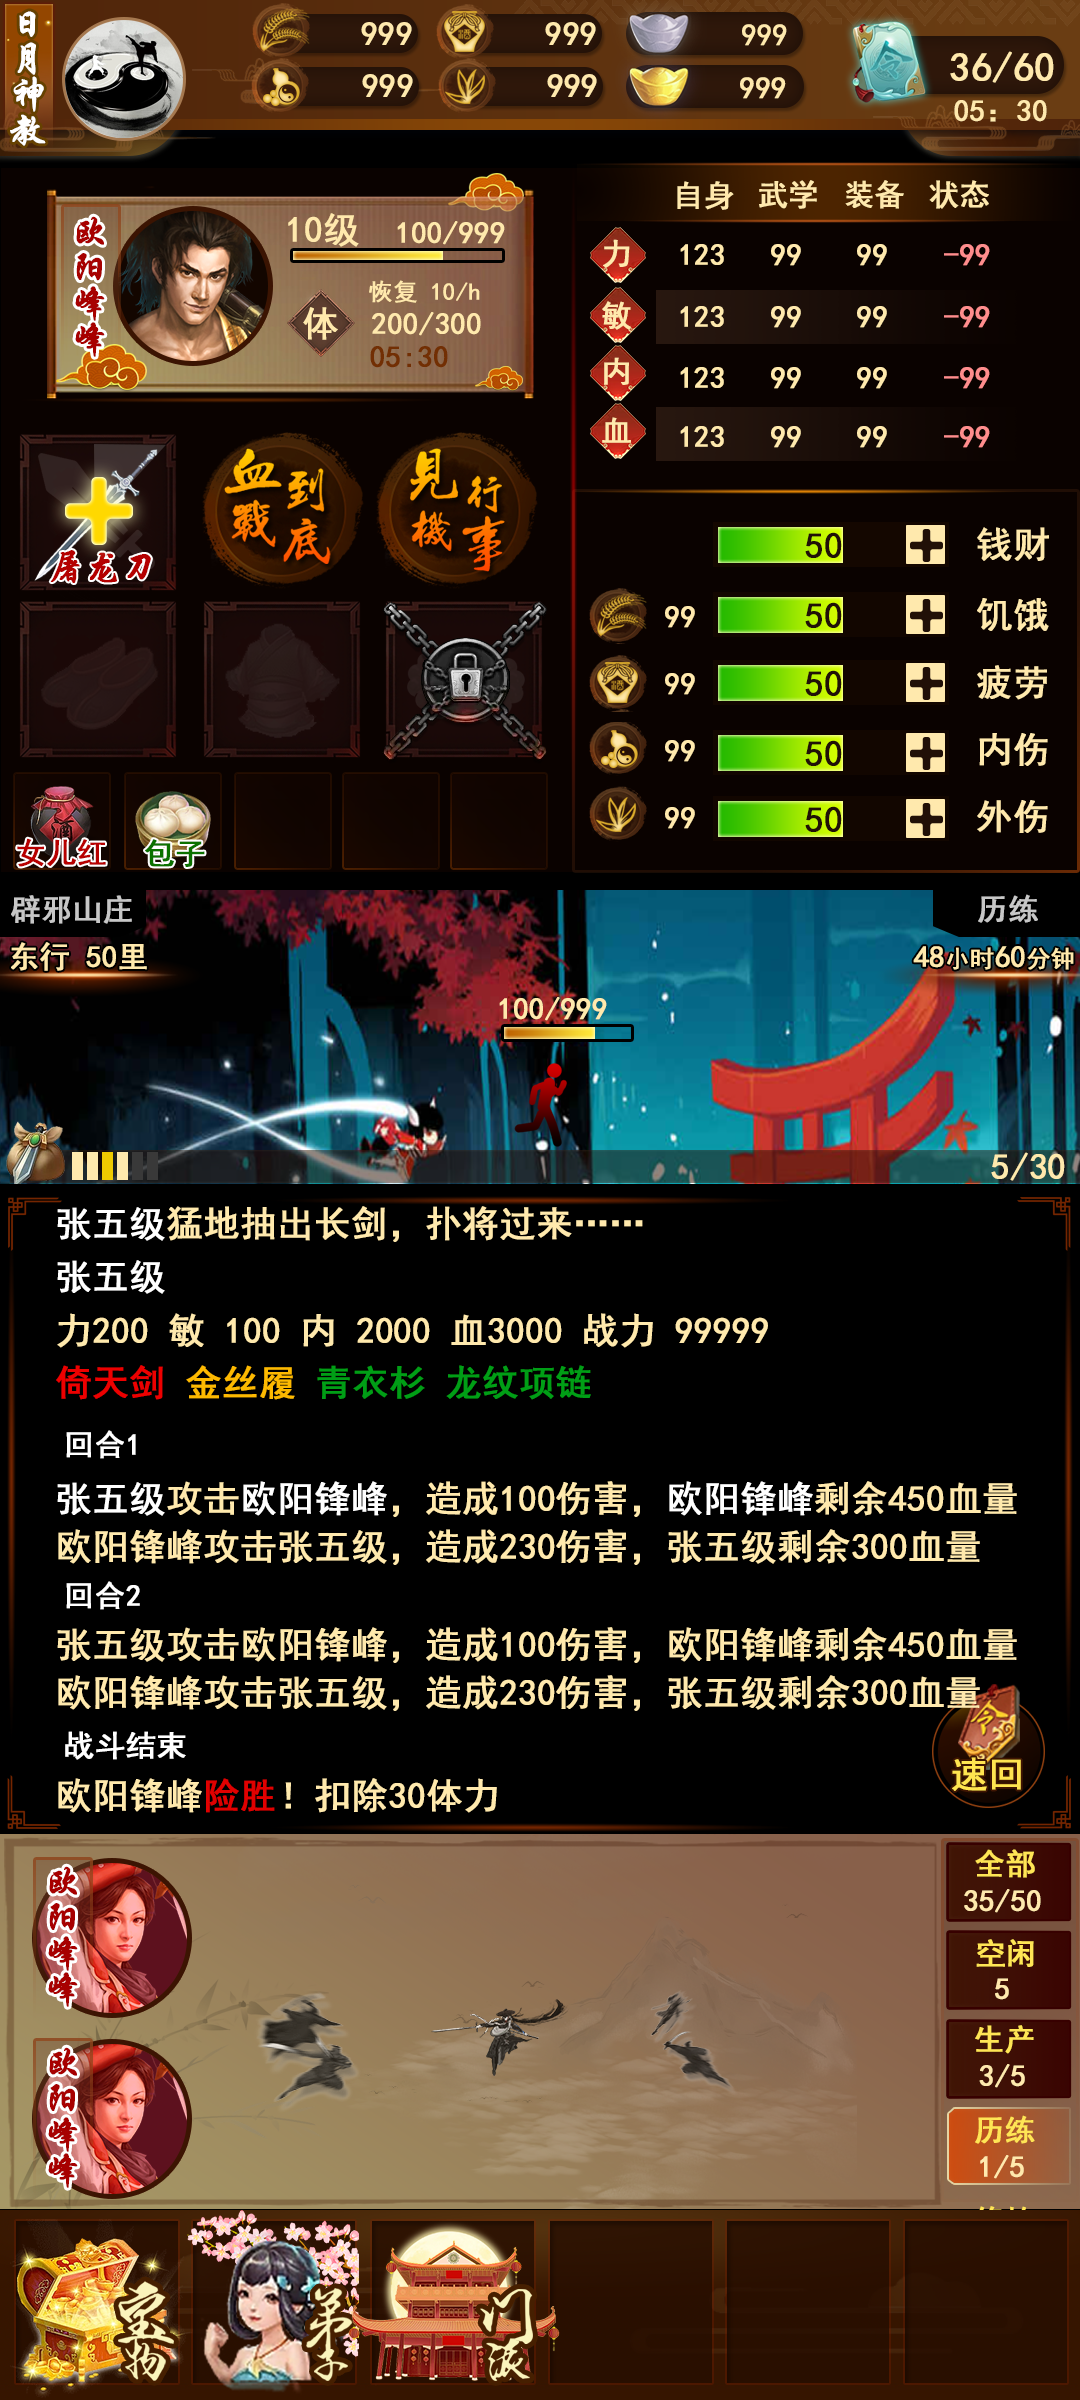 日月神教
999 999 999
999 999 999
36/60
05：30
欧阳峰峰
10级 100/999
恢复 10/h
体 200/300
05:30
自身 武学 装备 状态
力 123 99 99 -99
敏 123 99 99 -99
内 123 99 99 -99
血 123 99 99 -99
屠龙刀
血戰到底
見機行事
50 钱财
99 50 饥饿
99 50 疲劳
99 50 内伤
99 50 外伤
酒
女儿红
包子
辟邪山庄
历练
东行 50里
48小时60分钟
100/999
5/30
张五级猛地抽出长剑，扑将过来……
张五级
力200 敏 100 内 2000 血3000 战力 99999
倚天剑 金丝履 青衣杉 龙纹项链
回合1
张五级攻击欧阳锋峰，造成100伤害，欧阳锋峰剩余450血量
欧阳锋峰攻击张五级，造成230伤害，张五级剩余300血量
回合2
张五级攻击欧阳锋峰，造成100伤害，欧阳锋峰剩余450血量
欧阳锋峰攻击张五级，造成230伤害，张五级剩余300血量
战斗结束
欧阳锋峰险胜！扣除30体力
令
速回
欧阳峰峰
欧阳峰峰
全部
35/50
空闲
5
生产
3/5
历练
1/5
宝物
弟子
门派